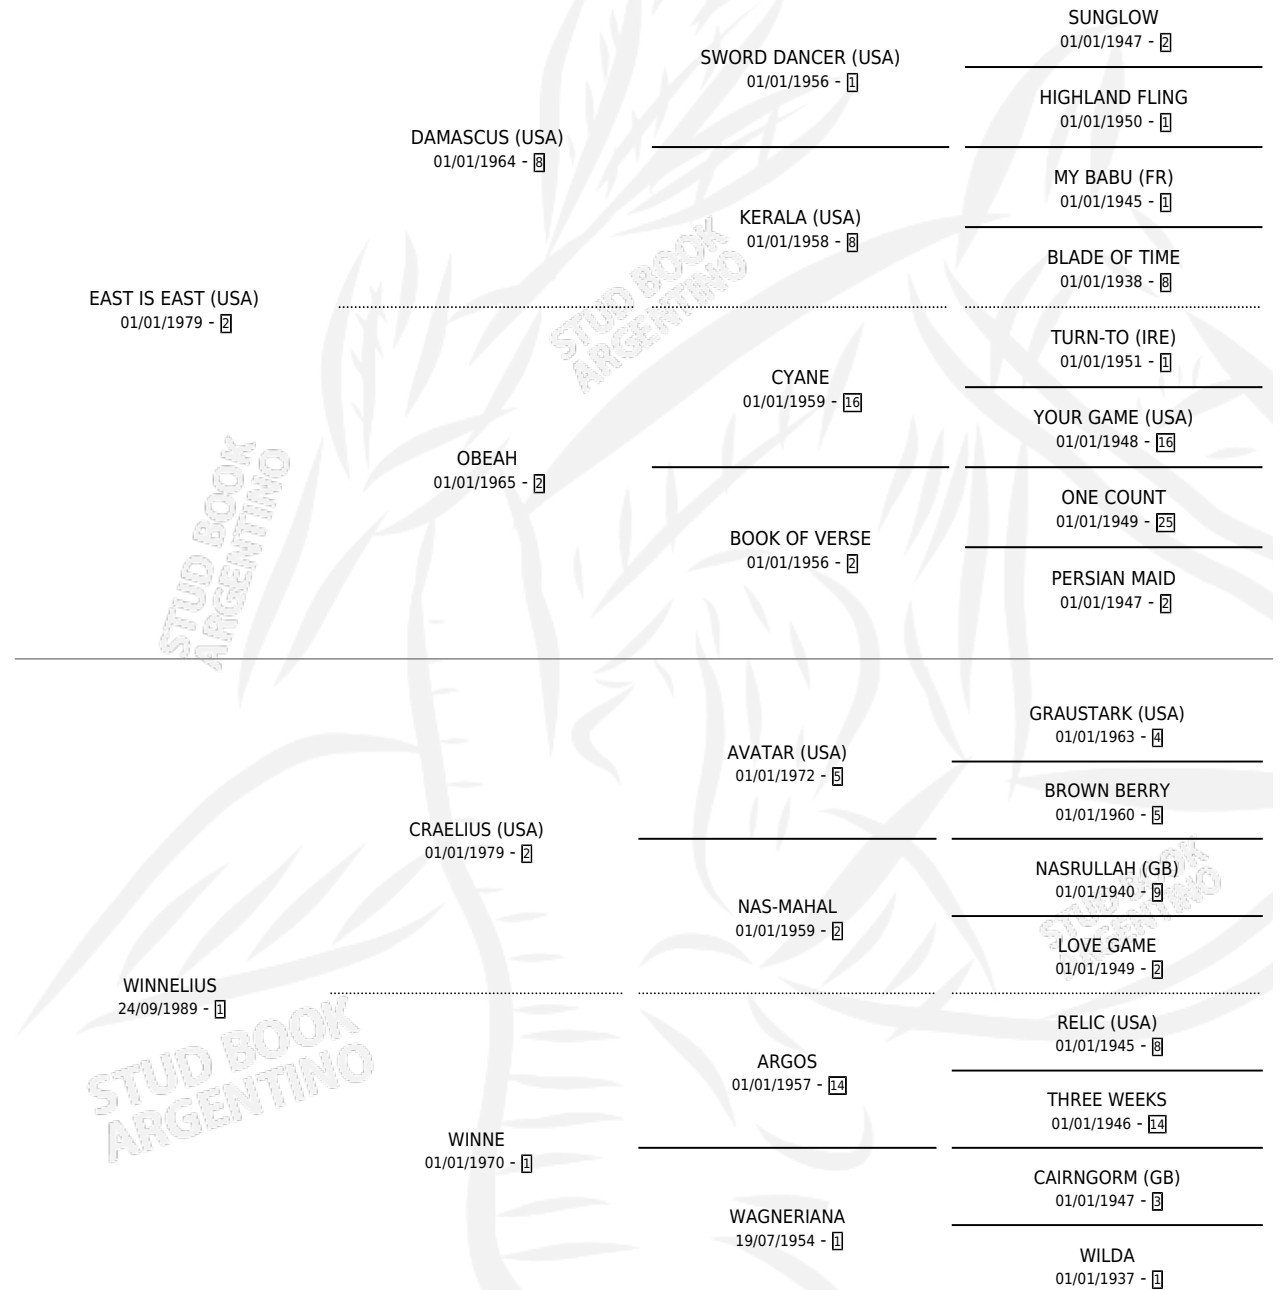 SUNGLOW
01/01/1947 - 2
SWORD DANCER (USA)
01/01/1956 - 1
HIGHLAND FLING
01/01/1950 - 1
DAMASCUS (USA)
01/01/1964 - 8
MY BABU (FR)
01/01/1945 - 1
KERALA (USA)
01/01/1958 - 8
BLADE OF TIME
01/01/1938 - 8
EAST IS EAST (USA)
01/01/1979 - 2
TURN-TO (IRE)
01/01/1951 - 1
CYANE
01/01/1959 - 16
YOUR GAME (USA)
01/01/1948 - 16
OBEAH
01/01/1965 - 2
ONE COUNT
01/01/1949 - 25
BOOK OF VERSE
01/01/1956 - 2
PERSIAN MAID
01/01/1947 - 2
GRAUSTARK (USA)
01/01/1963 - 4
AVATAR (USA)
01/01/1972 - 5
BROWN BERRY
01/01/1960 - 5
CRAELIUS (USA)
01/01/1979 - 2
NASRULLAH (GB)
01/01/1940 - 9
NAS-MAHAL
01/01/1959 - 2
LOVE GAME
01/01/1949 - 2
WINNELIUS
24/09/1989 - 1
RELIC (USA)
01/01/1945 - 8
ARGOS
01/01/1957 - 14
THREE WEEKS
01/01/1946 - 14
WINNE
01/01/1970 - 1
CAIRNGORM (GB)
01/01/1947 - 3
WAGNERIANA
19/07/1954 - 1
WILDA
01/01/1937 - 1
STUD BOOK
ARGENTINO
STUD BOOK
ARGENTINO
STUD BOOK
ARGENTINO
STUD BOOK
ARGENTINO